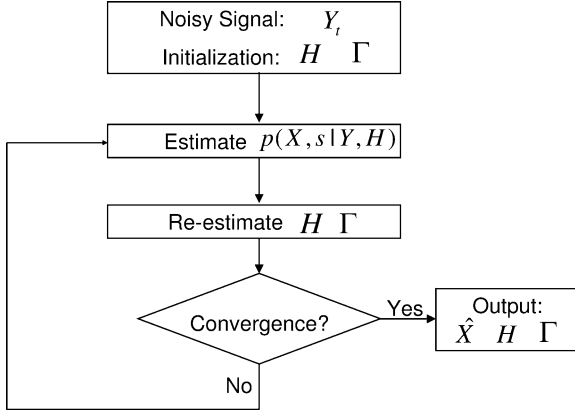 Noisy Signal: Y_t
Initialization: H Γ
Estimate p(X,s|Y,H)
Re-estimate H Γ
Convergence?
Yes
Output:
X̂ H Γ
No